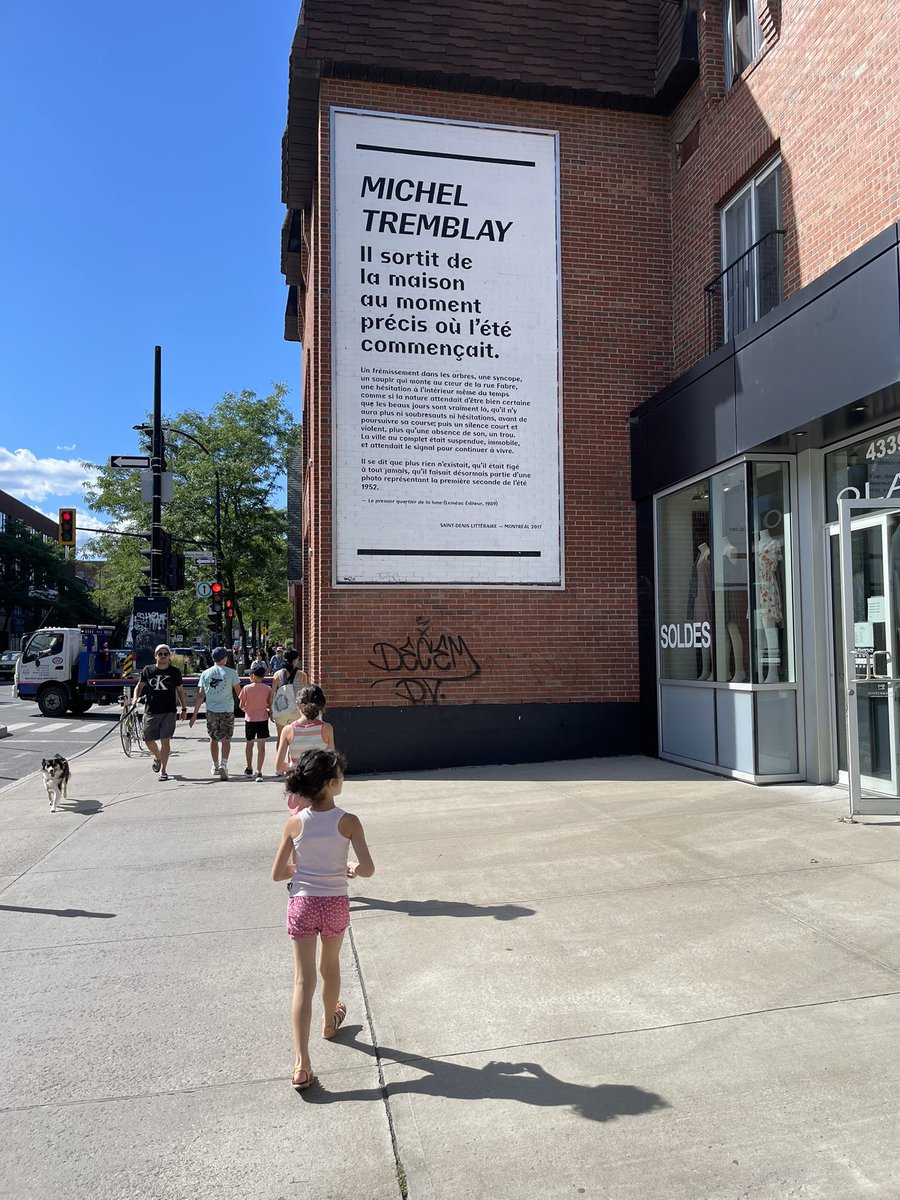 MICHEL
TREMBLAY
Il sortit de
la maison
au moment
précis où l'été
commençait.
Un frémissement dans les arbres, une syncope,
un soupir qui monte au cœur de la rue Fabre,
une hésitation à l'intérieur même du temps
comme si la nature attendait d'être bien certaine
que les beaux jours sont vraiment là, qu'il n'y
aura plus ni soubresauts ni hésitations, avant de
poursuivre sa course; puis un silence court et
violent, plus qu'une absence de son, un trou.
La ville au complet était suspendue, immobile,
et attendait le signal pour continuer à vivre.
Il se dit que plus rien n'existait, qu'il était figé
à tout jamais, qu'il faisait désormais partie d'une
photo représentant la première seconde de l'été
1952.
— Le premier quartier de la lune (Leméac Éditeur, 1989)
SAINT-DENIS LITTÉRAIRE — MONTRÉAL 2017
4339
SOLDES
DECEM
DY.
K
1